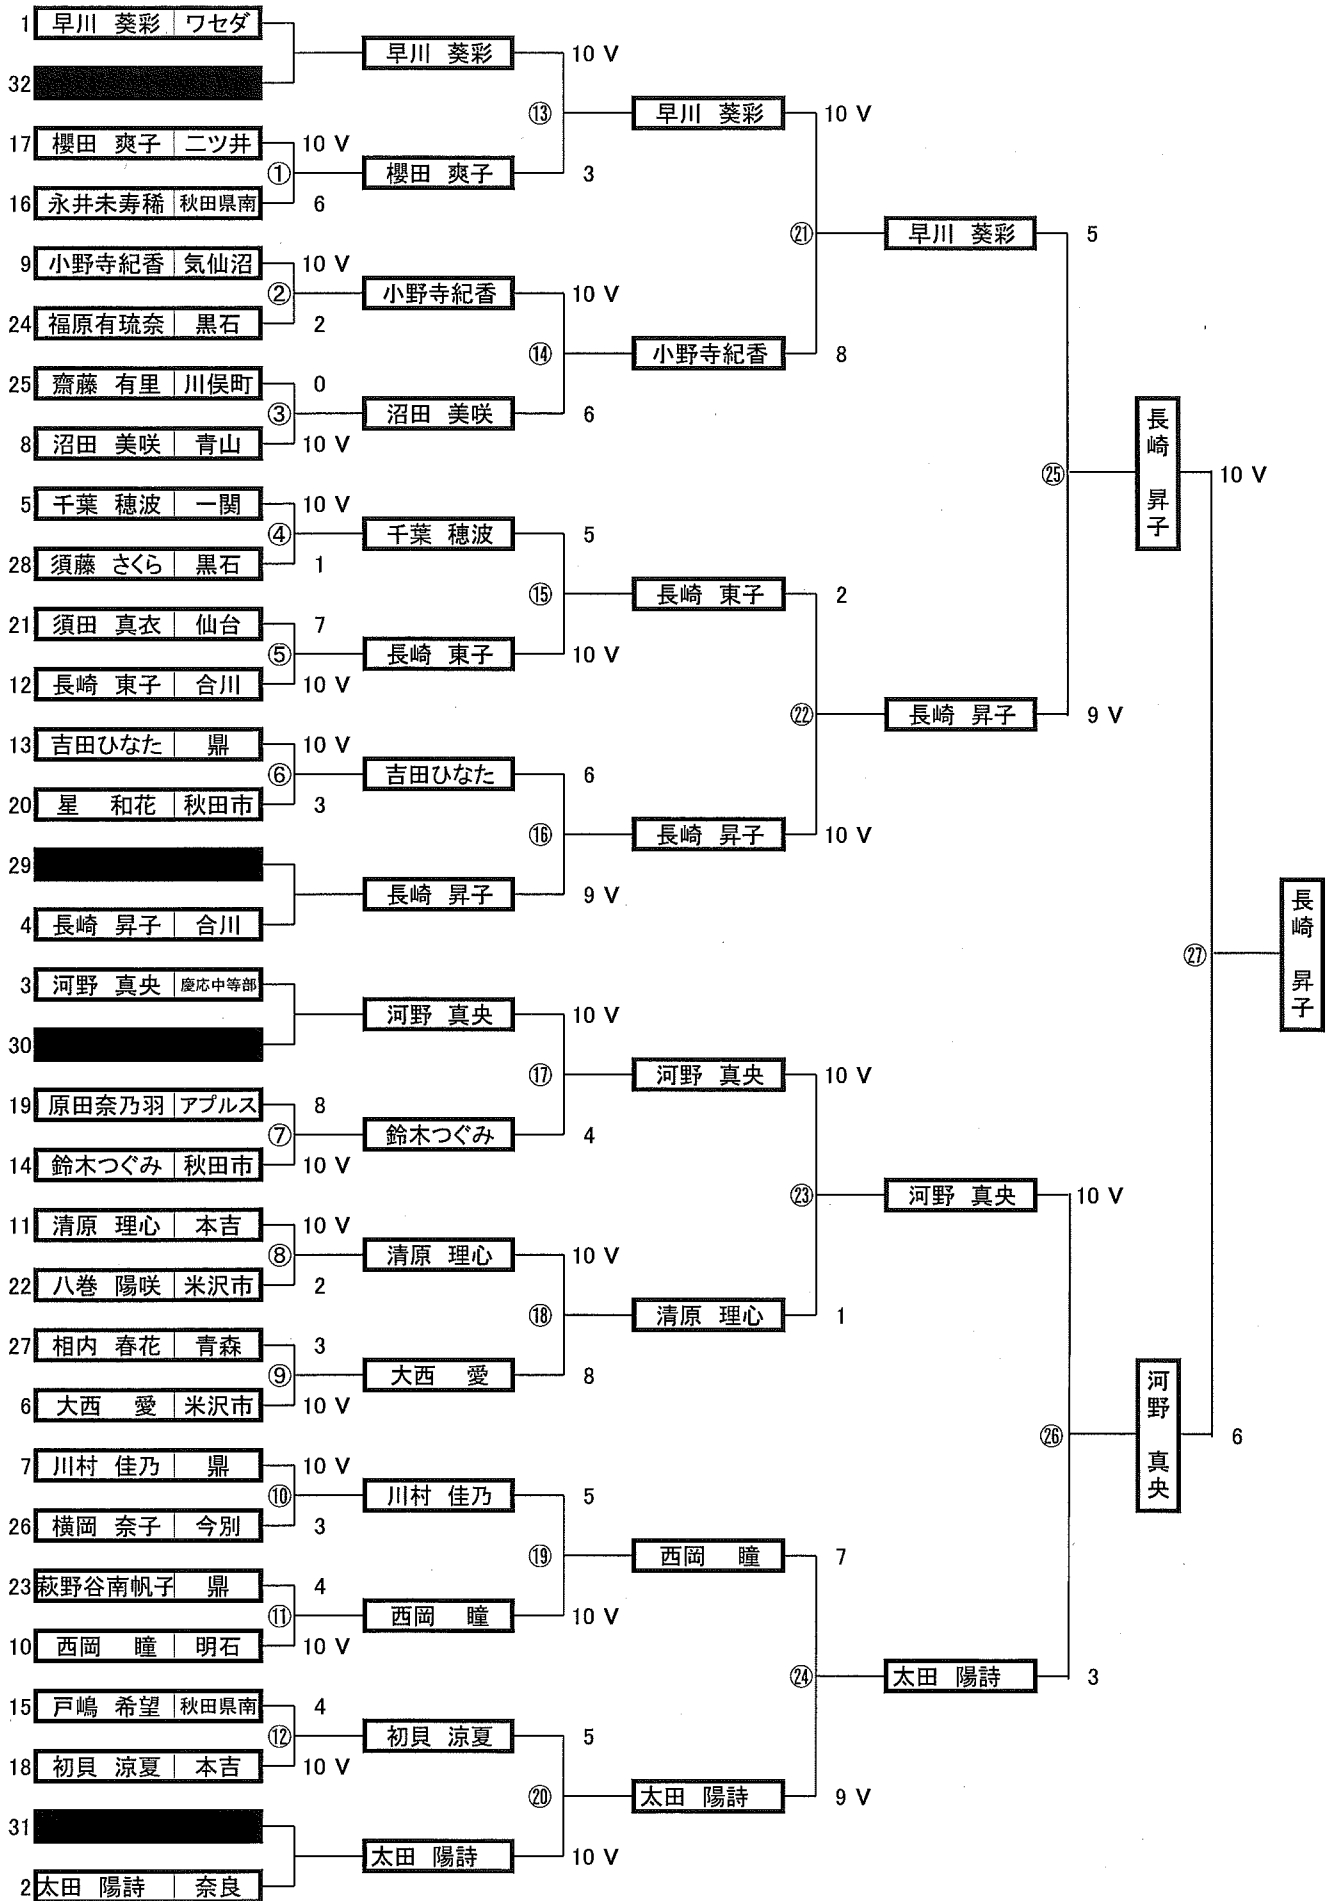 1 早川 葵彩 ワセダ
早川 葵彩 10 V
32
⑬ 早川 葵彩 10 V
17 櫻田 爽子 二ツ井 10 V
① 櫻田 爽子 3
16 永井未寿稀 秋田県南 6
㉑ 早川 葵彩 5
9 小野寺紀香 気仙沼 10 V
② 小野寺紀香 10 V
24 福原有琉奈 黒石 2
⑭ 小野寺紀香 8
25 齋藤 有里 川俣町 0
③ 沼田 美咲 6
8 沼田 美咲 青山 10 V
㉕ 長崎 昇子 10 V
5 千葉 穂波 一関 10 V
④ 千葉 穂波 5
28 須藤 さくら 黒石 1
⑮ 長崎 東子 2
21 須田 真衣 仙台 7
⑤ 長崎 東子 10 V
12 長崎 東子 合川 10 V
㉒ 長崎 昇子 9 V
13 吉田ひなた 鼎 10 V
⑥ 吉田ひなた 6
20 星 和花 秋田市 3
⑯ 長崎 昇子 10 V
29
長崎 昇子 9 V
4 長崎 昇子 合川
㉗ 長崎 昇子
3 河野 真央 慶応中等部
河野 真央 10 V
30
⑰ 河野 真央 10 V
19 原田奈乃羽 アプルス 8
⑦ 鈴木つぐみ 4
14 鈴木つぐみ 秋田市 10 V
㉓ 河野 真央 10 V
11 清原 理心 本吉 10 V
⑧ 清原 理心 10 V
22 八巻 陽咲 米沢市 2
⑱ 清原 理心 1
27 相内 春花 青森 3
⑨ 大西 愛 8
6 大西 愛 米沢市 10 V
㉖ 河野 真央 6
7 川村 佳乃 鼎 10 V
⑩ 川村 佳乃 5
26 横岡 奈子 今別 3
⑲ 西岡 瞳 7
23 萩野谷南帆子 鼎 4
⑪ 西岡 瞳 10 V
10 西岡 瞳 明石 10 V
㉔ 太田 陽詩 3
15 戸嶋 希望 秋田県南 4
⑫ 初貝 涼夏 5
18 初貝 涼夏 本吉 10 V
⑳ 太田 陽詩 9 V
31
太田 陽詩 10 V
2 太田 陽詩 奈良